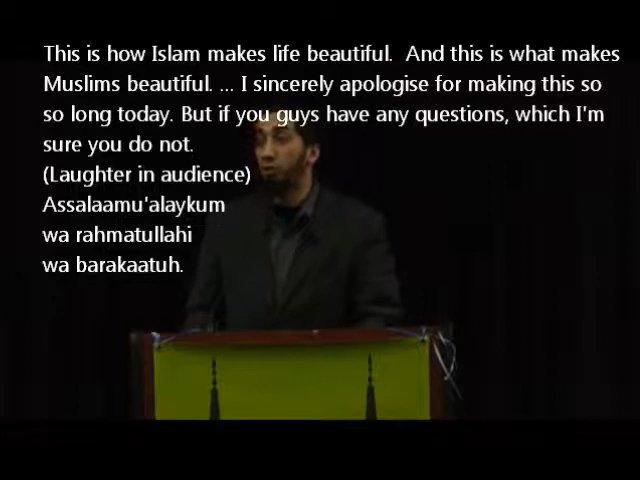 This is how Islam makes life beautiful.  And this is what makes
Muslims beautiful. ... I sincerely apologise for making this so
so long today. But if you guys have any questions, which I'm
sure you do not.
(Laughter in audience)
Assalaamu'alaykum
wa rahmatullahi
wa barakaatuh.